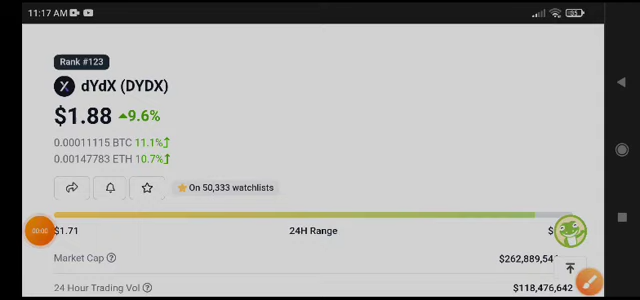 11:17 AM
Rank #123
dYdX (DYDX)
$1.88 9.6%
0.00011115 BTC 11.1%
0.00147783 ETH 10.7%
On 50,333 watchlists
00:00
$1.71 24H Range $
Market Cap $262,889,54
24 Hour Trading Vol $118,476,642